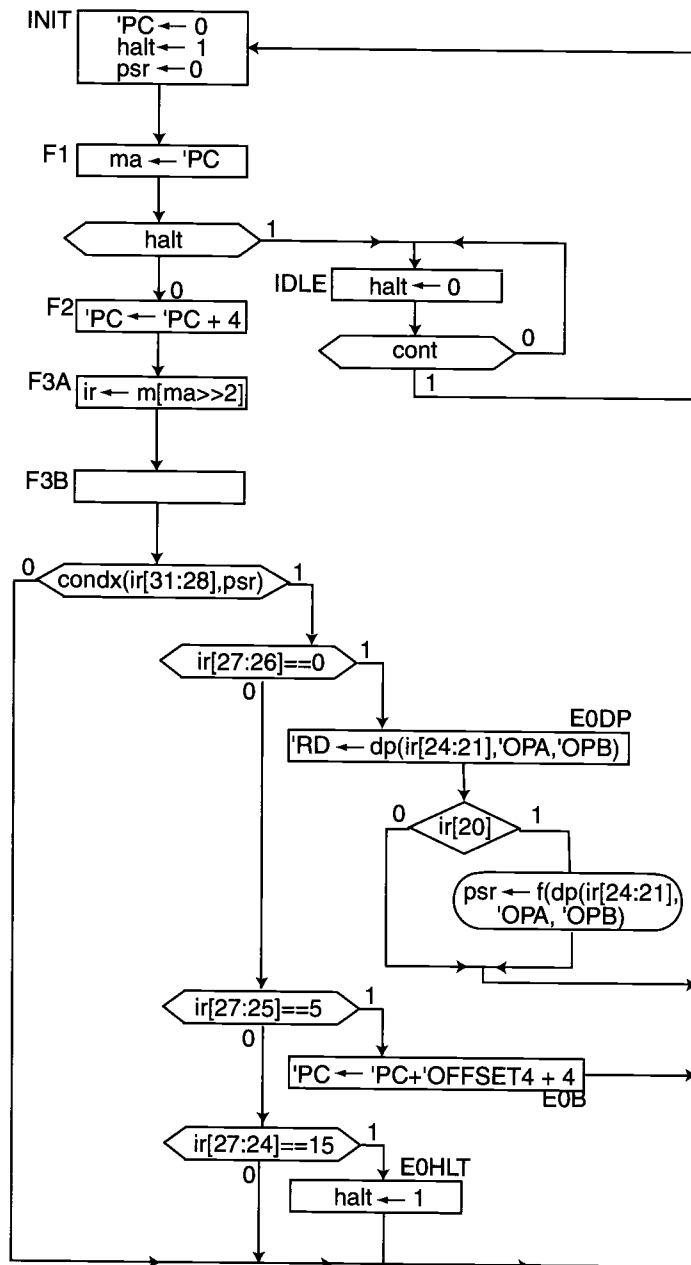 INIT
'PC ← 0
halt ← 1
psr ← 0
F1
ma ← 'PC
halt
1
0
IDLE
halt ← 0
cont
0
1
F2
'PC ← 'PC + 4
F3A
ir ← m[ma>>2]
F3B
0
condx(ir[31:28],psr)
1
ir[27:26]==0
1
0
E0DP
'RD ← dp(ir[24:21],'OPA,'OPB)
0
ir[20]
1
psr ← f(dp(ir[24:21],
'OPA, 'OPB)
ir[27:25]==5
1
0
'PC ← 'PC+'OFFSET4 + 4
E0B
ir[27:24]==15
1
0
E0HLT
halt ← 1